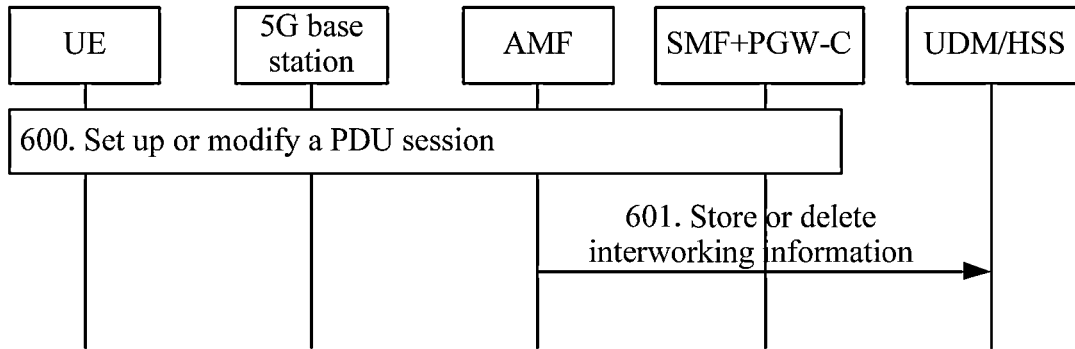 UE
5G base
station
AMF
SMF+PGW-C
UDM/HSS
600. Set up or modify a PDU session
601. Store or delete
interworking information